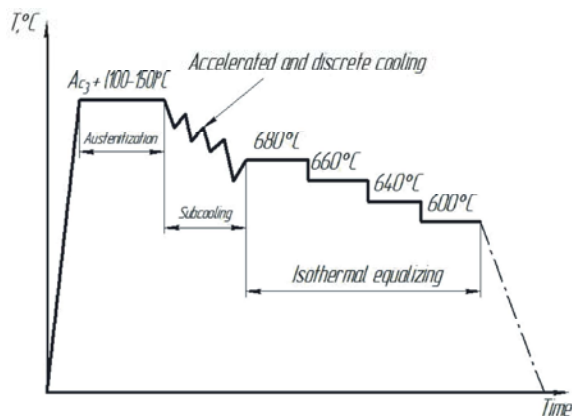 T,°C
Accelerated and discrete cooling
Ac₃ + (100-150)°C
Austenitization
680°C
660°C
640°C
600°C
Subcooling
Isothermal equalizing
Time